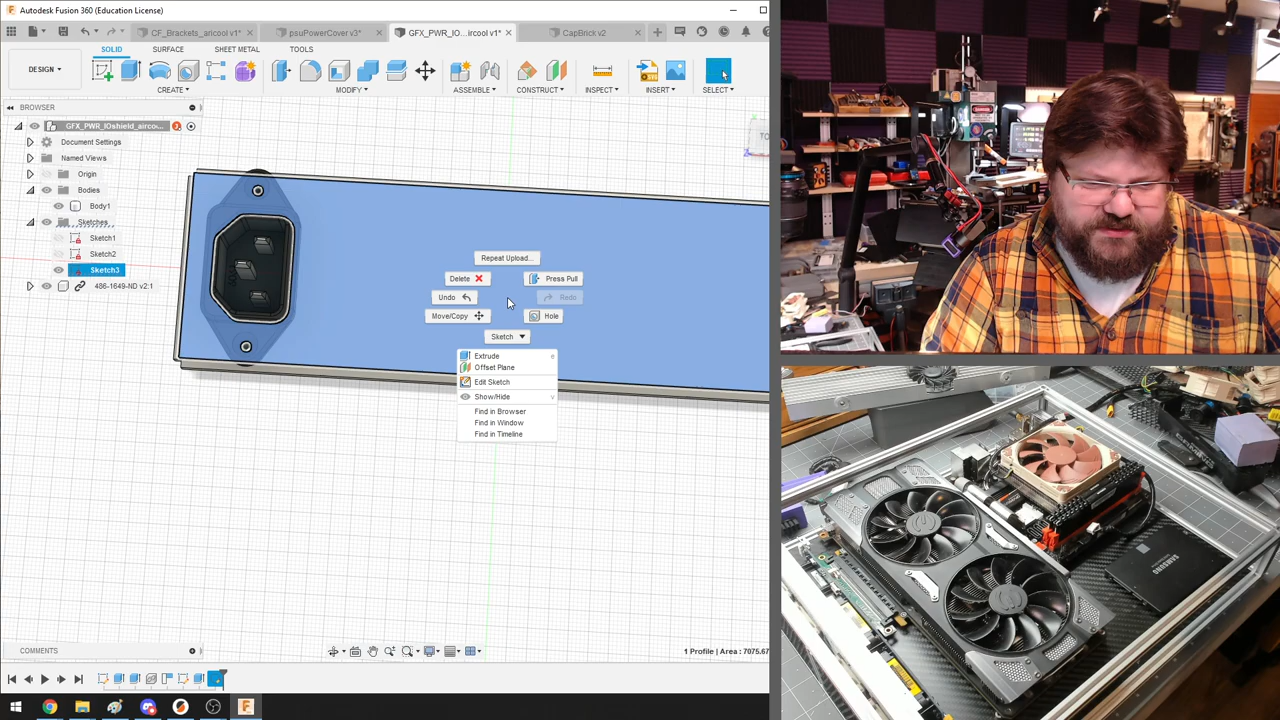 Autodesk Fusion 360 (Education License)
CF_Brackets_aricool v1*
psuPowerCover v3*
GFX_PWR_IO...ircool v1*
CapBrick v2
SOLID
SURFACE
SHEET METAL
TOOLS
DESIGN
CREATE
MODIFY
ASSEMBLE
CONSTRUCT
INSPECT
INSERT
SELECT
BROWSER
GFX_PWR_IOshield_aircoo...
Document Settings
Named Views
Origin
Bodies
Body1
Sketches
Sketch1
Sketch2
Sketch3
486-1649-ND v2:1
TO
Repeat Upload...
Delete
Press Pull
Undo
Redo
Move/Copy
Hole
Sketch
Extrude e
Offset Plane
Edit Sketch
Show/Hide v
Find in Browser
Find in Window
Find in Timeline
COMMENTS
1 Profile | Area : 7075.67
SAMSUNG